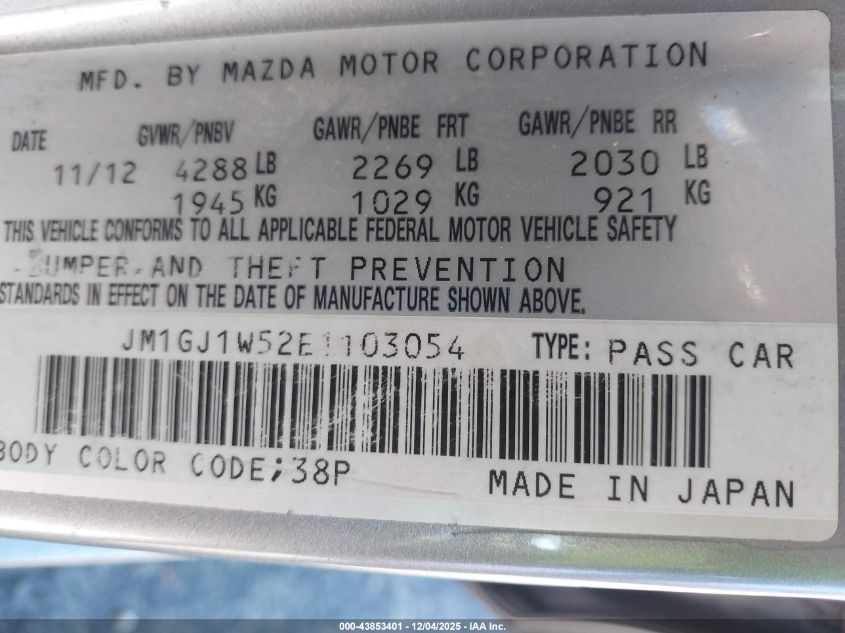 MFD. BY MAZDA MOTOR CORPORATION
DATE GVWR/PNBV GAWR/PNBE FRT GAWR/PNBE RR
11/12 4288 LB 2269 LB 2030 LB
1945 KG 1029 KG 921 KG
THIS VEHICLE CONFORMS TO ALL APPLICABLE FEDERAL MOTOR VEHICLE SAFETY
BUMPER AND THEFT PREVENTION
STANDARDS IN EFFECT ON THE DATE OF MANUFACTURE SHOWN ABOVE.
JM1GJ1W52E1103054 TYPE: PASS CAR
BODY COLOR CODE;38P
MADE IN JAPAN
000-43853401 - 12/04/2025 - IAA Inc.